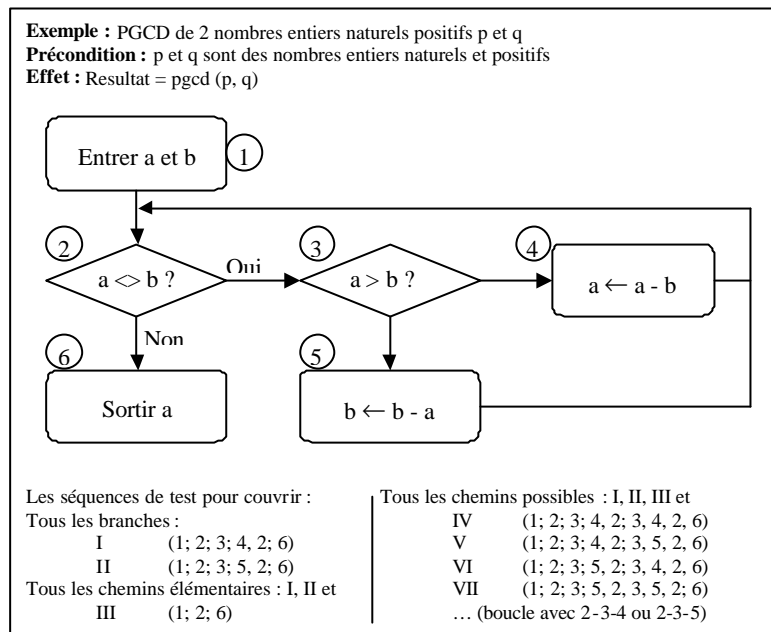 Exemple : PGCD de 2 nombres entiers naturels positifs p et q
Précondition : p et q sont des nombres entiers naturels et positifs
Effet : Resultat = pgcd (p, q)
Entrer a et b
1
2
a <> b ?
Oui
3
a > b ?
4
a ← a - b
Non
6
Sortir a
5
b ← b - a
Les séquences de test pour couvrir :
Tous les branches :
I (1; 2; 3; 4, 2; 6)
II (1; 2; 3; 5, 2; 6)
Tous les chemins élémentaires : I, II et
III (1; 2; 6)
Tous les chemins possibles : I, II, III et
IV (1; 2; 3; 4, 2; 3, 4, 2, 6)
V (1; 2; 3; 4, 2; 3, 5, 2, 6)
VI (1; 2; 3; 5, 2; 3, 4, 2, 6)
VII (1; 2; 3; 5, 2, 3, 5, 2; 6)
… (boucle avec 2-3-4 ou 2-3-5)